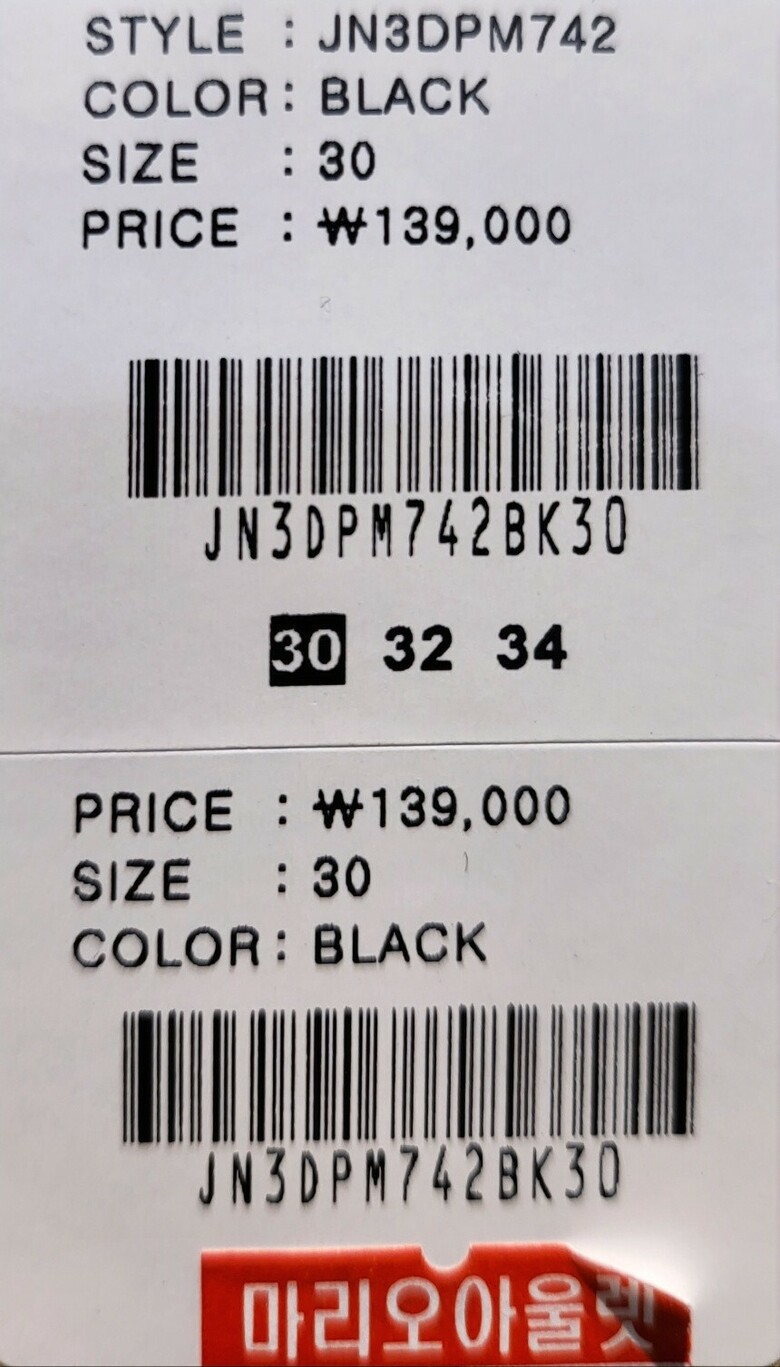 STYLE : JN3DPM742
COLOR : BLACK
SIZE : 30
PRICE : ₩139,000
JN3DPM742BK30
30 32 34
PRICE : ₩139,000
SIZE : 30
COLOR : BLACK
JN3DPM742BK30
마리오아울렛